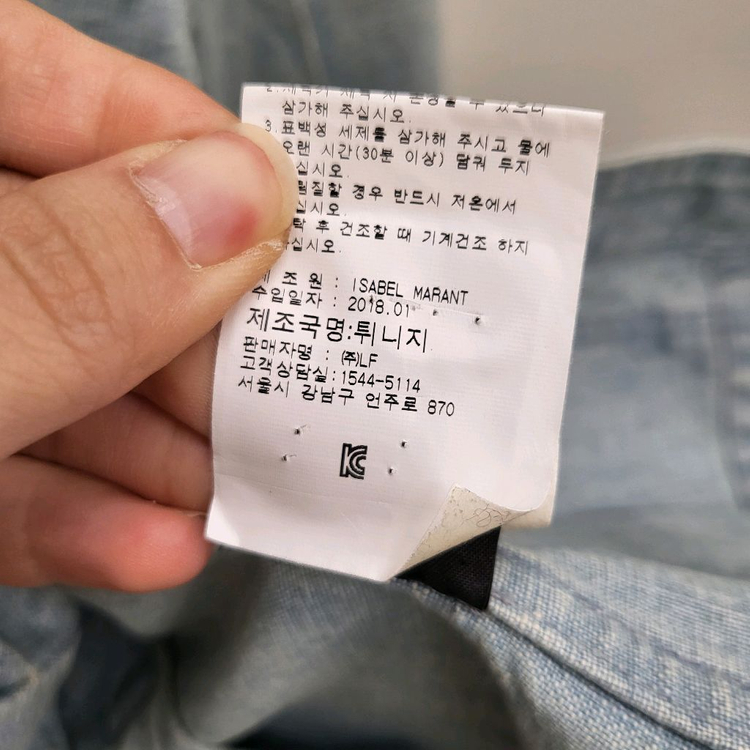 삼가해 주십시오.
3.표백성 세제를 삼가해 주시고 물에
오랜 시간(30분 이상) 담궈 두지
십시오.
질할 경우 반드시 저온에서
십시오.
탁 후 건조할 때 기계건조 하지
십시오.
조 원 : ISABEL MARANT
수입일자 : 2018.01
제조국명:튀니지
판매자명 : ㈜LF
고객상담실:1544-5114
서울시 강남구 언주로 870
KC